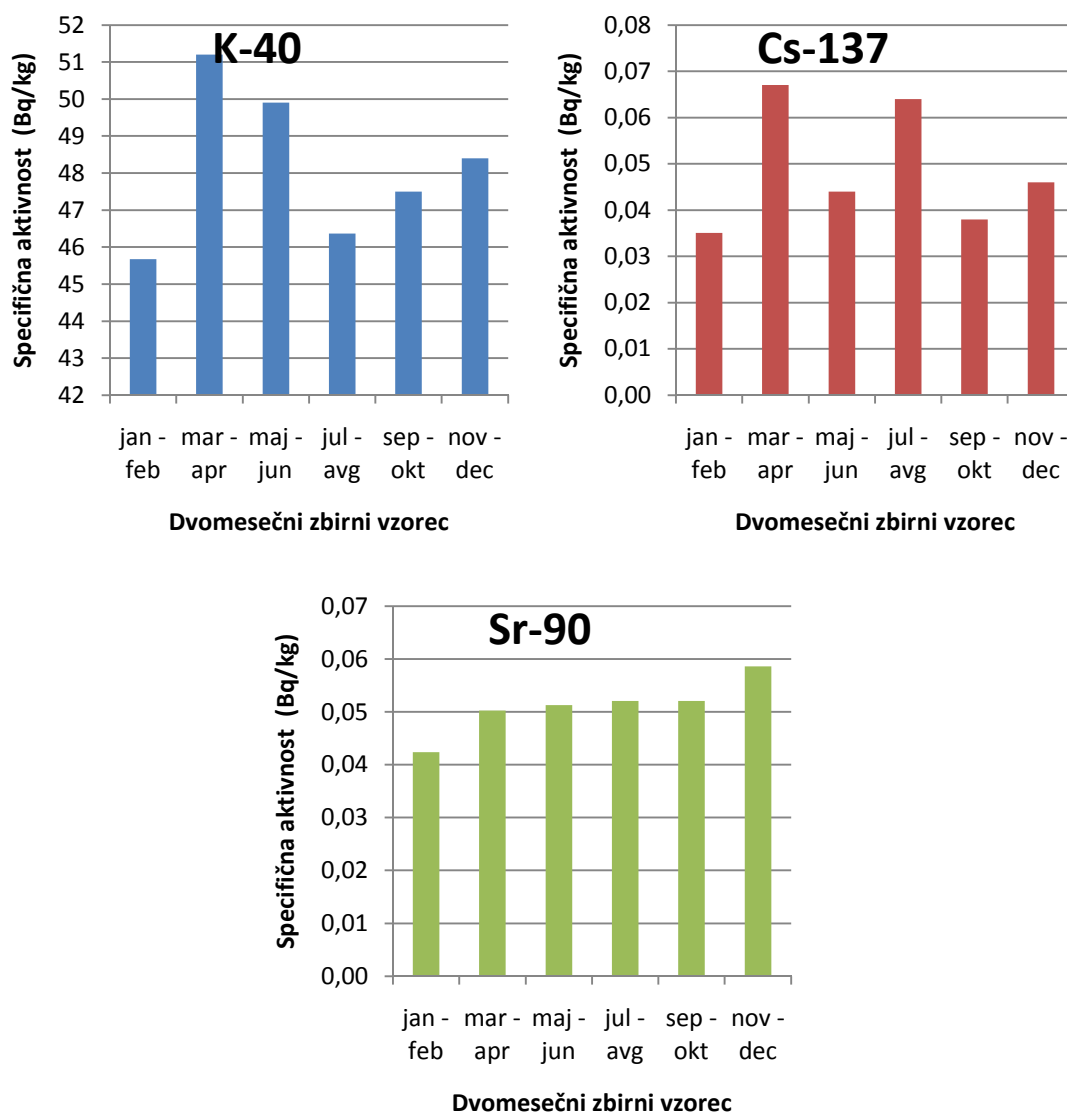 K-40
Specifična aktivnost (Bq/kg)
52
51
50
49
48
47
46
45
44
43
42
jan - mar - maj - jul - sep - nov -
feb apr jun avg okt dec
Dvomesečni zbirni vzorec
Cs-137
Specifična aktivnost (Bq/kg)
0,08
0,07
0,06
0,05
0,04
0,03
0,02
0,01
0,00
jan - mar - maj - jul - sep - nov -
feb apr jun avg okt dec
Dvomesečni zbirni vzorec
Sr-90
Specifična aktivnost (Bq/kg)
0,07
0,06
0,05
0,04
0,03
0,02
0,01
0,00
jan - mar - maj - jul - sep - nov -
feb apr jun avg okt dec
Dvomesečni zbirni vzorec